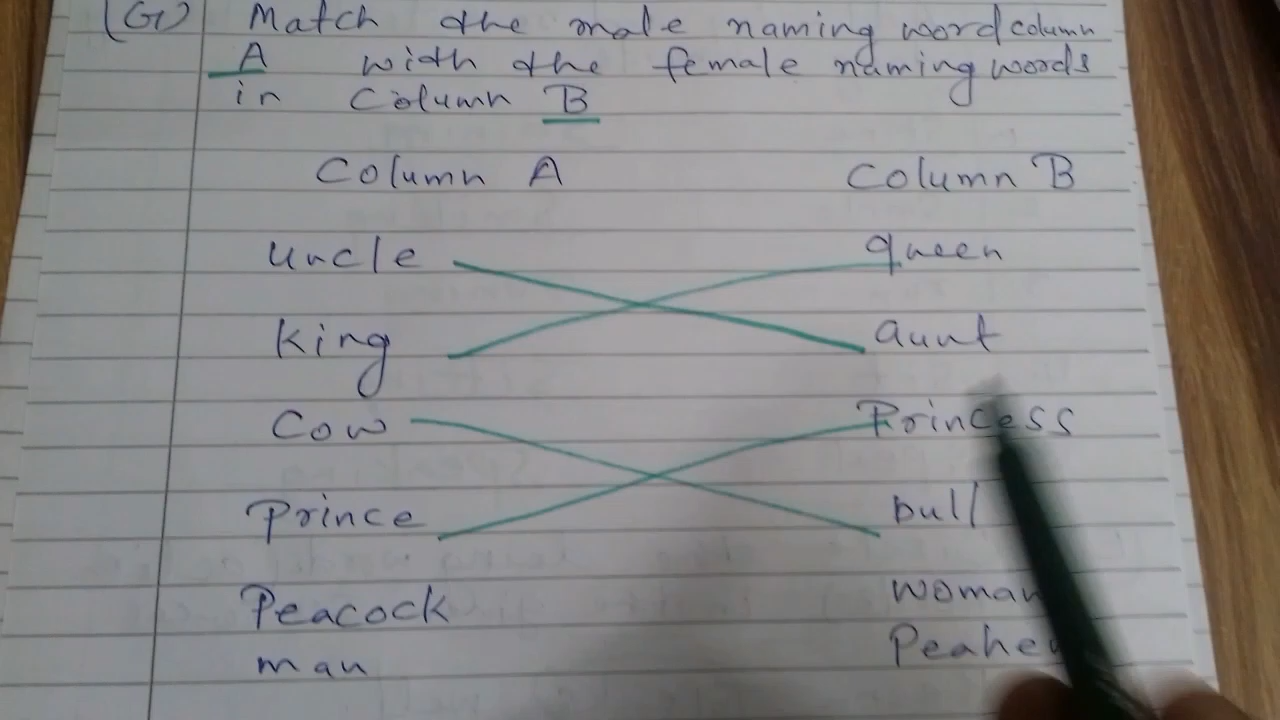 (G) Match the male naming word column
A with the female naming words
in Column B
Column A Column B
uncle queen
King aunt
Cow Princess
Prince bull
Peacock woman
man